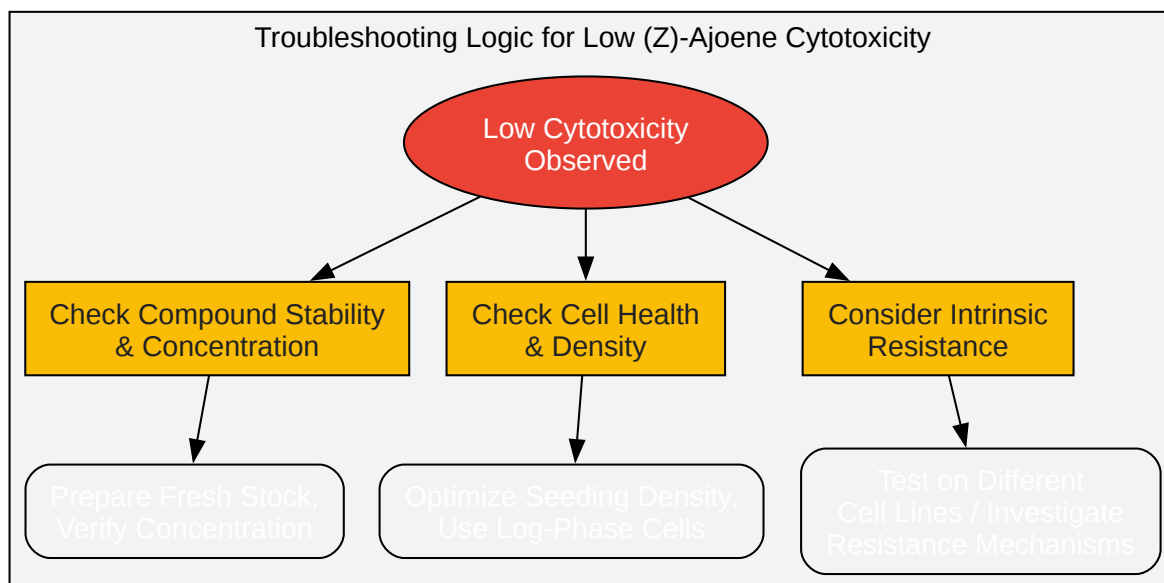 Troubleshooting Logic for Low (Z)-Ajoene Cytotoxicity
Low Cytotoxicity
Observed
Check Compound Stability
& Concentration
Check Cell Health
& Density
Consider Intrinsic
Resistance
Prepare Fresh Stock,
Verify Concentration
Optimize Seeding Density,
Use Log-Phase Cells
Test on Different
Cell Lines / Investigate
Resistance Mechanisms